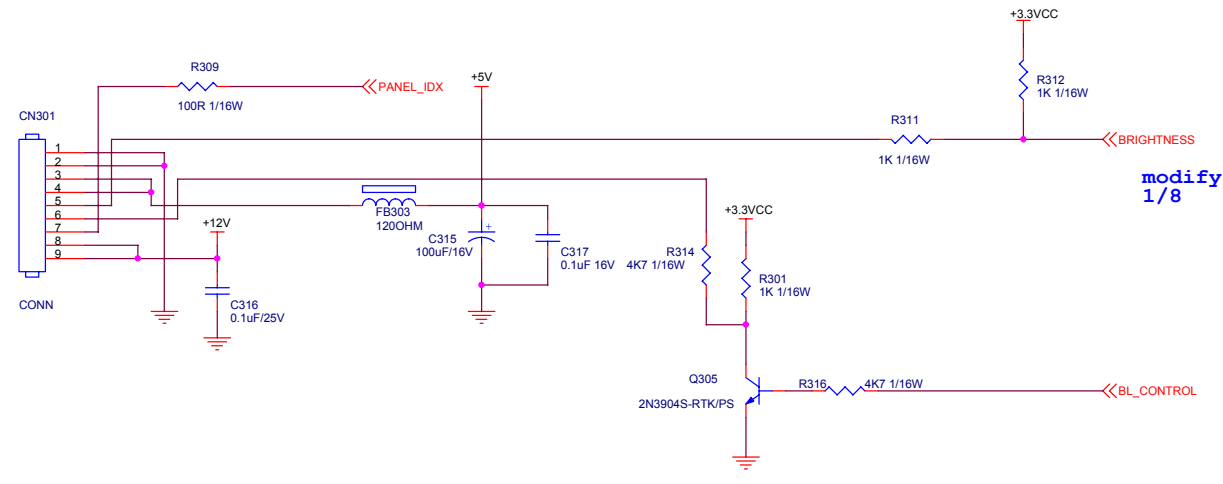 +3.3VCC
R309
PANEL_IDX
100R 1/16W
+5V
R312
1K 1/16W
CN301
R311
BRIGHTNESS
1K 1/16W
modify
1/8
1
2
3
4
5
6
7
8
9
FB303
120OHM
+12V
+3.3VCC
C315
100uF/16V
+
C317
0.1uF 16V
R314
4K7 1/16W
R301
1K 1/16W
CONN
C316
0.1uF/25V
Q305
2N3904S-RTK/PS
R316
4K7 1/16W
BL_CONTROL